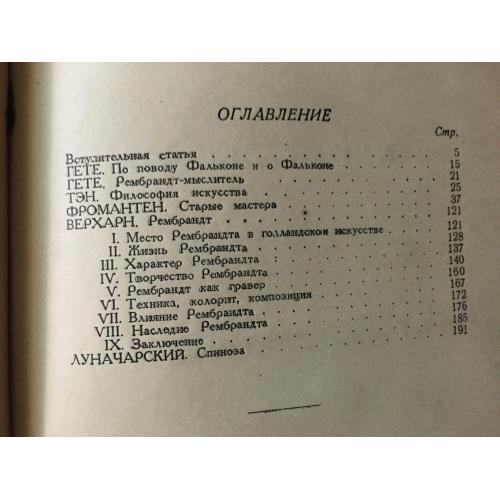 ОГЛАВЛЕНИЕ
Стр.
Вступительная статья . . . . . . . . . . 5
ГЕТЕ. По поводу Фальконе и о Фальконе . . . . 15
ГЕТЕ. Рембрандт-мыслитель . . . . . . . 21
ТЭН. Философия искусства . . . . . . . 25
ФРОМАНТЕН. Старые мастера . . . . . . 37
ВЕРХАРН. Рембрандт . . . . . . . . . 121
I. Место Рембрандта в голландском искусстве . . 121
II. Жизнь Рембрандта . . . . . . . . 128
III. Характер Рембрандта . . . . . . . 137
IV. Творчество Рембрандта . . . . . . . 140
V. Рембрандт как гравер . . . . . . . 160
VI. Техника, колорит, композиция . . . . . 167
VII. Влияние Рембрандта . . . . . . . 172
VIII. Наследие Рембрандта . . . . . . . 176
IX. Заключение . . . . . . . . . . 185
ЛУНАЧАРСКИЙ. Спиноза . . . . . . . . 191